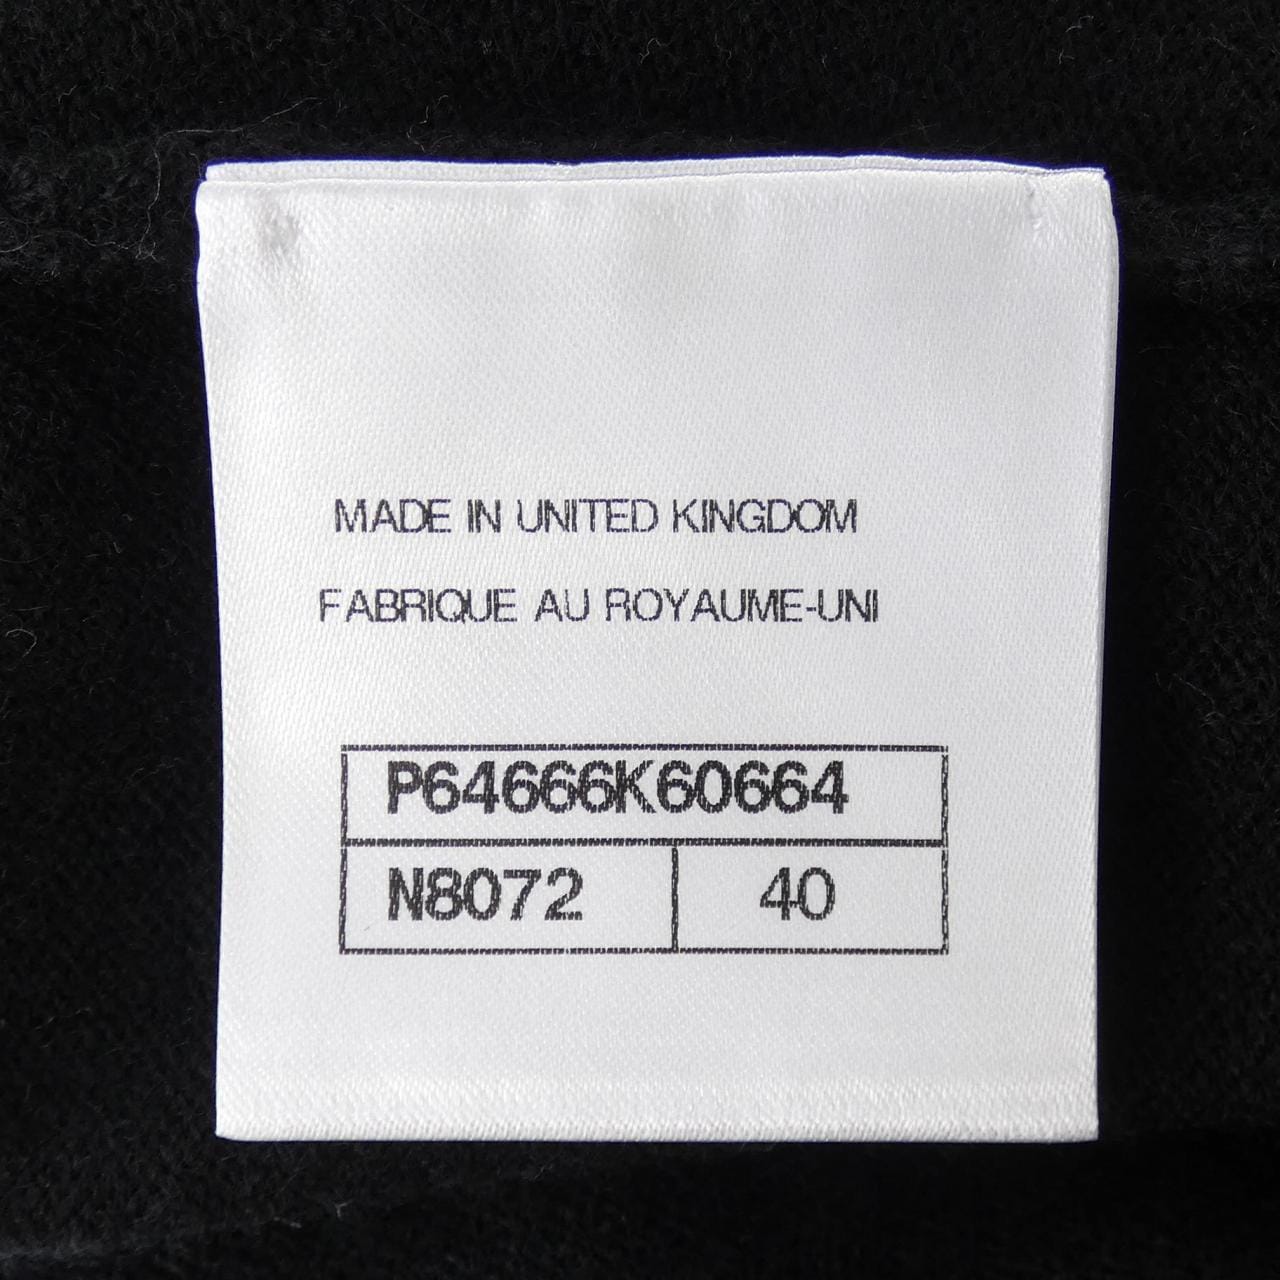 MADE IN UNITED KINGDOM
FABRIQUE AU ROYAUME-UNI
P64666K60664
N8072 40